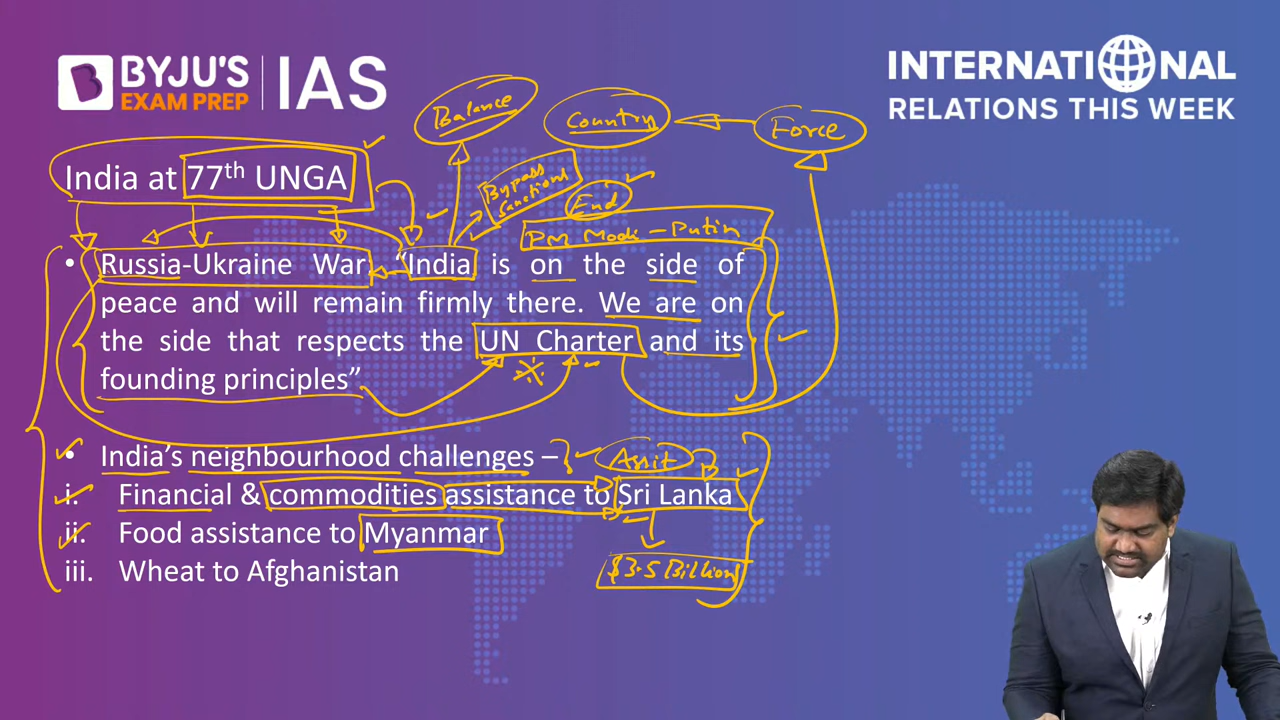 BYJU'S
EXAM PREP
IAS
INTERNATIONAL
RELATIONS THIS WEEK
Balance
Country
Force
India at 77th UNGA
Bypass
Sanctions
End
PM Modi - Putin
• Russia-Ukraine War "India is on the side of
peace and will remain firmly there. We are on
the side that respects the UN Charter and its
founding principles"
• India's neighbourhood challenges –
Assist
i. Financial & commodities assistance to Sri Lanka
ii. Food assistance to Myanmar
iii. Wheat to Afghanistan
$3.5 Billion